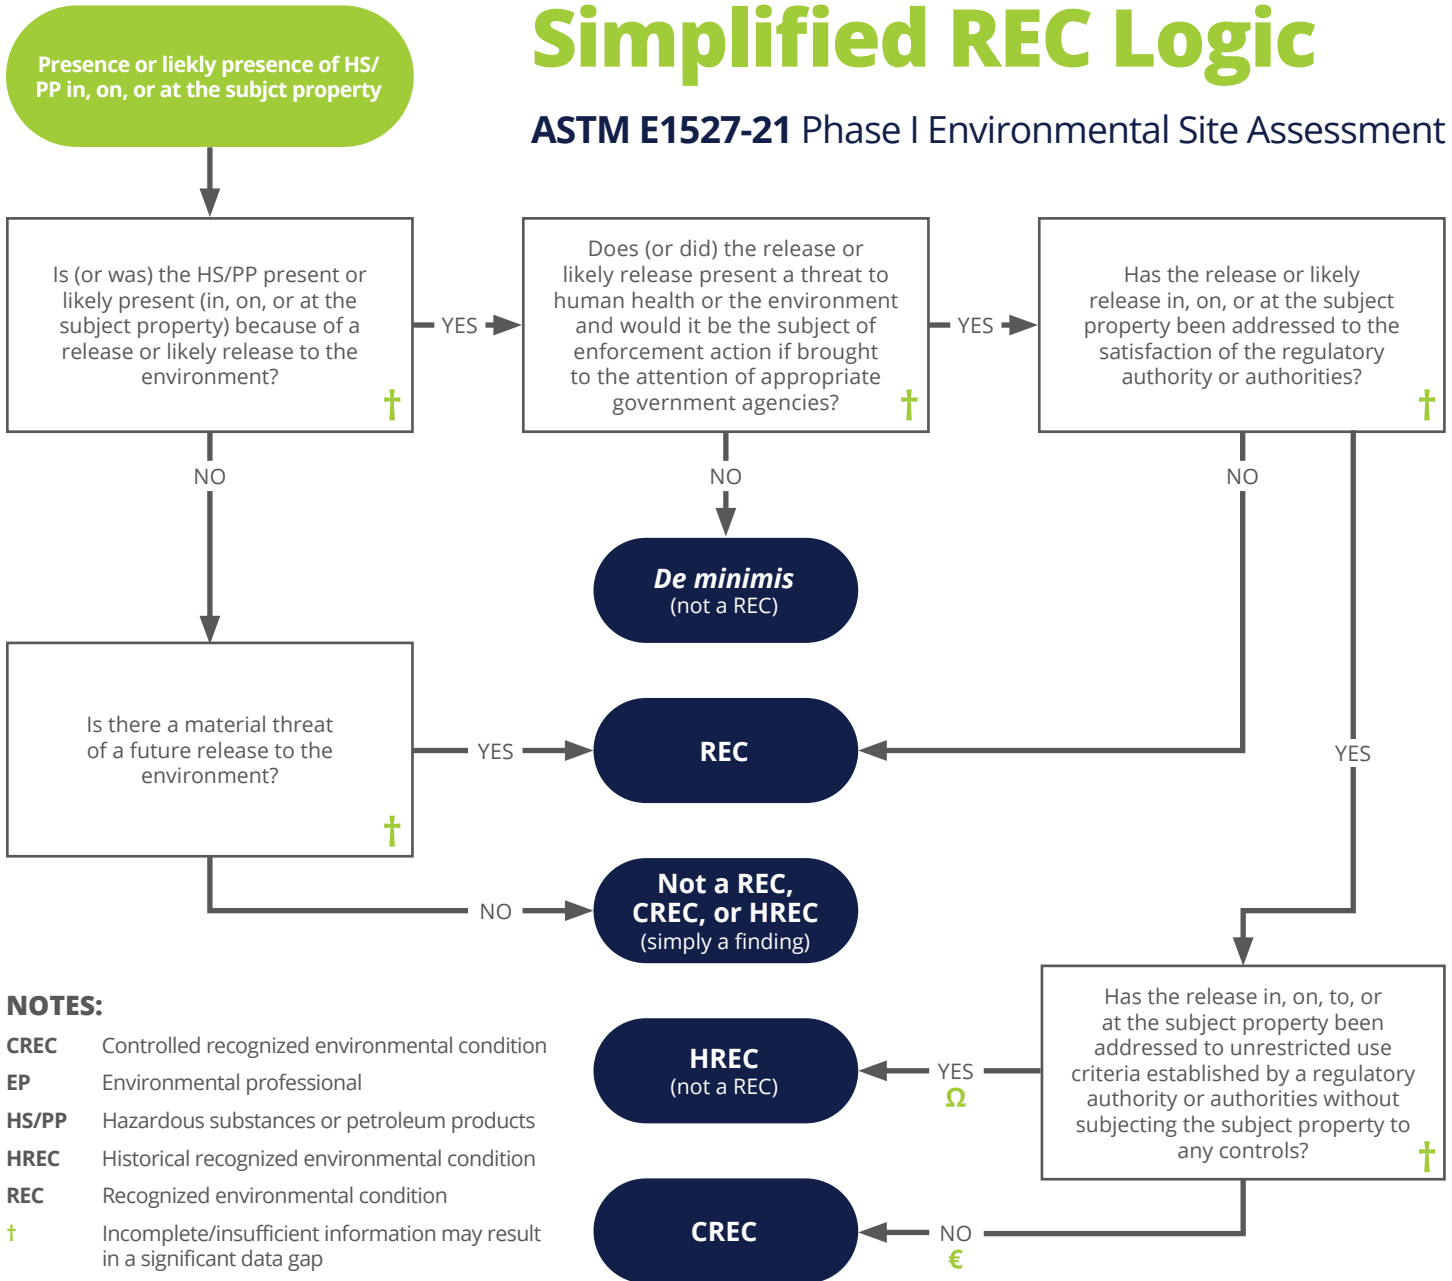 Simplified REC Logic
ASTM E1527-21 Phase I Environmental Site Assessment
Presence or liekly presence of HS/
PP in, on, or at the subjct property
Is (or was) the HS/PP present or
likely present (in, on, or at the
subject property) because of a
release or likely release to the
environment?
†
YES
Does (or did) the release or
likely release present a threat to
human health or the environment
and would it be the subject of
enforcement action if brought
to the attention of appropriate
government agencies?
†
YES
Has the release or likely
release in, on, or at the subject
property been addressed to the
satisfaction of the regulatory
authority or authorities?
†
NO
NO
NO
De minimis
(not a REC)
Is there a material threat
of a future release to the
environment?
†
YES
REC
YES
NO
Not a REC,
CREC, or HREC
(simply a finding)
Has the release in, on, to, or
at the subject property been
addressed to unrestricted use
criteria established by a regulatory
authority or authorities without
subjecting the subject property to
any controls?
†
YES
Ω
HREC
(not a REC)
NO
€
CREC
NOTES:
CREC Controlled recognized environmental condition
EP Environmental professional
HS/PP Hazardous substances or petroleum products
HREC Historical recognized environmental condition
REC Recognized environmental condition
† Incomplete/insufficient information may result
in a significant data gap